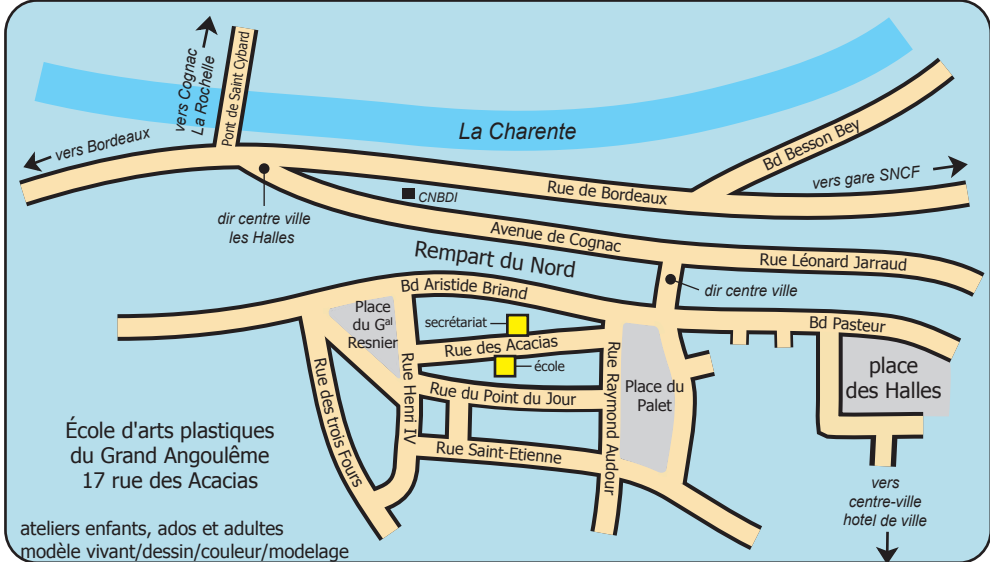 vers Cognac
La Rochelle
Pont de Saint Cybard
vers Bordeaux
La Charente
Bd Besson Bey
vers gare SNCF
Rue de Bordeaux
CNBDI
dir centre ville
les Halles
Avenue de Cognac
Rue Léonard Jarraud
Rempart du Nord
dir centre ville
Bd Aristide Briand
Place
du Gal
Resnier
secrétariat
Bd Pasteur
Rue des Acacias
école
place
des Halles
Rue des trois Fours
Rue Henri IV
Rue du Point du Jour
Rue Raymond Audour
Place du
Palet
Rue Saint-Etienne
École d'arts plastiques
du Grand Angoulême
17 rue des Acacias
vers
centre-ville
hotel de ville
ateliers enfants, ados et adultes
modèle vivant/dessin/couleur/modelage